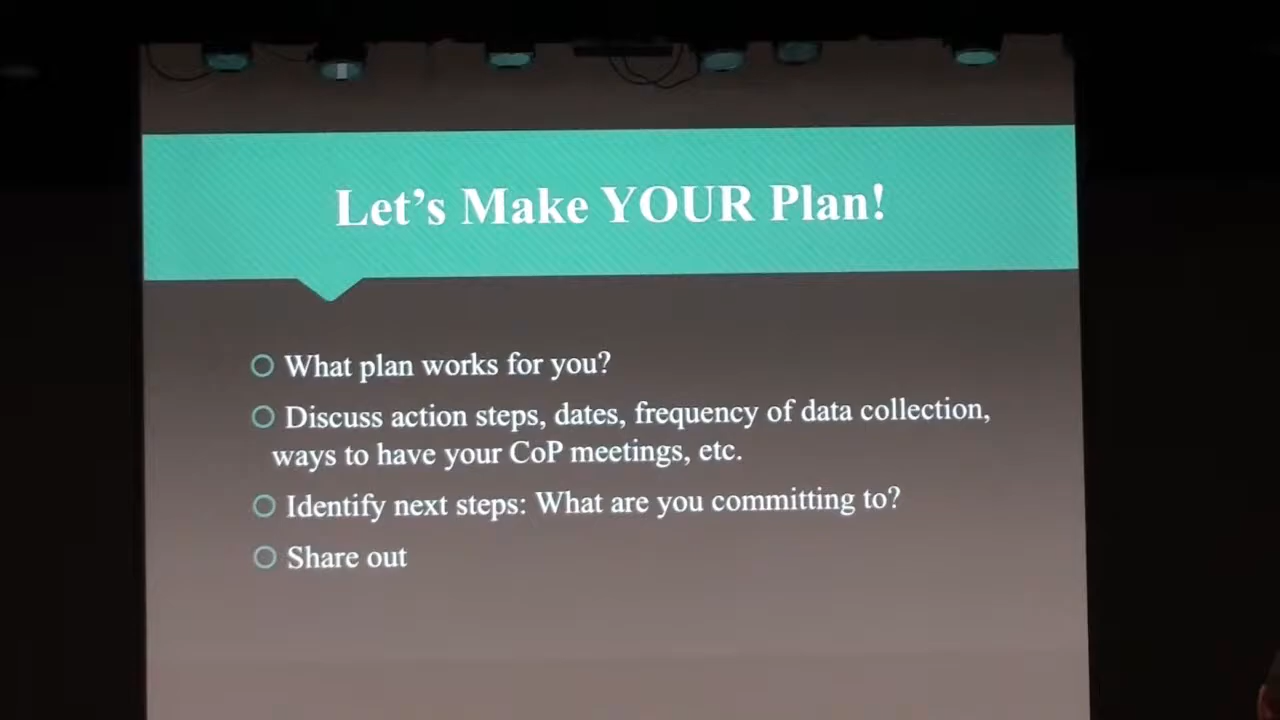 Let's Make YOUR Plan!
What plan works for you?
Discuss action steps, dates, frequency of data collection,
ways to have your CoP meetings, etc.
Identify next steps: What are you committing to?
Share out